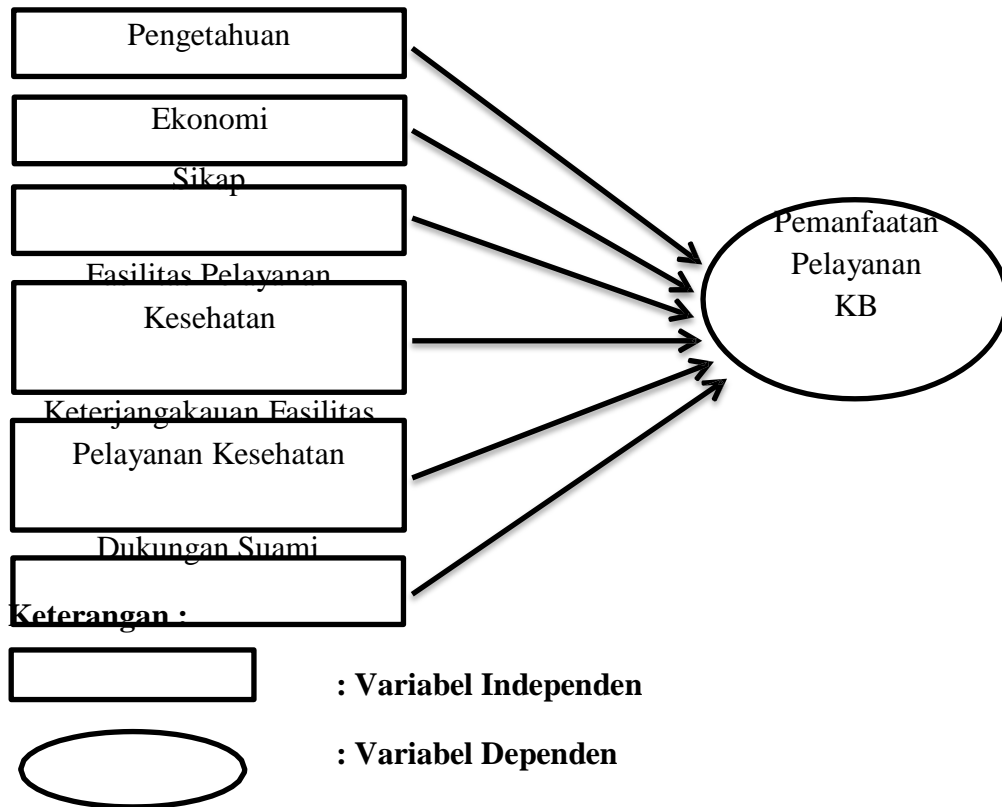 Pengetahuan
Ekonomi
Sikap
Fasilitas Pelayanan
Kesehatan
Keterjangakauan Fasilitas
Pelayanan Kesehatan
Dukungan Suami
Pemanfaatan
Pelayanan
KB
Keterangan :
: Variabel Independen
: Variabel Dependen